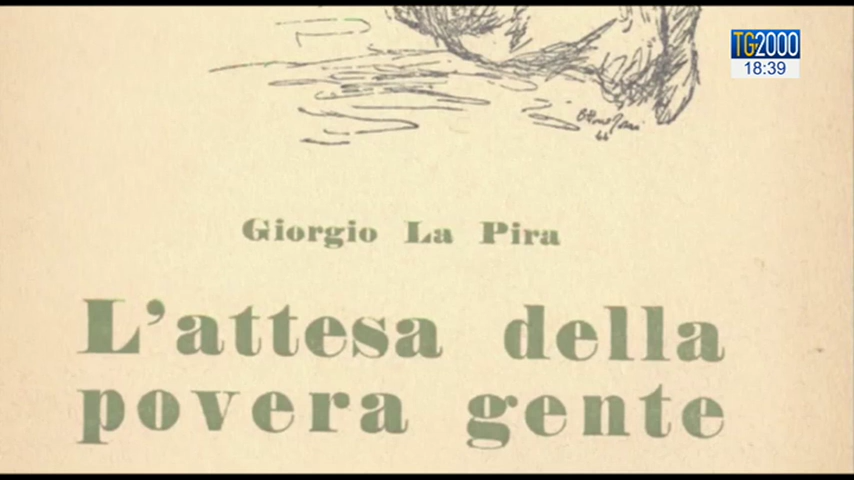 TG2000
18:39
Giorgio La Pira
L'attesa della
povera gente